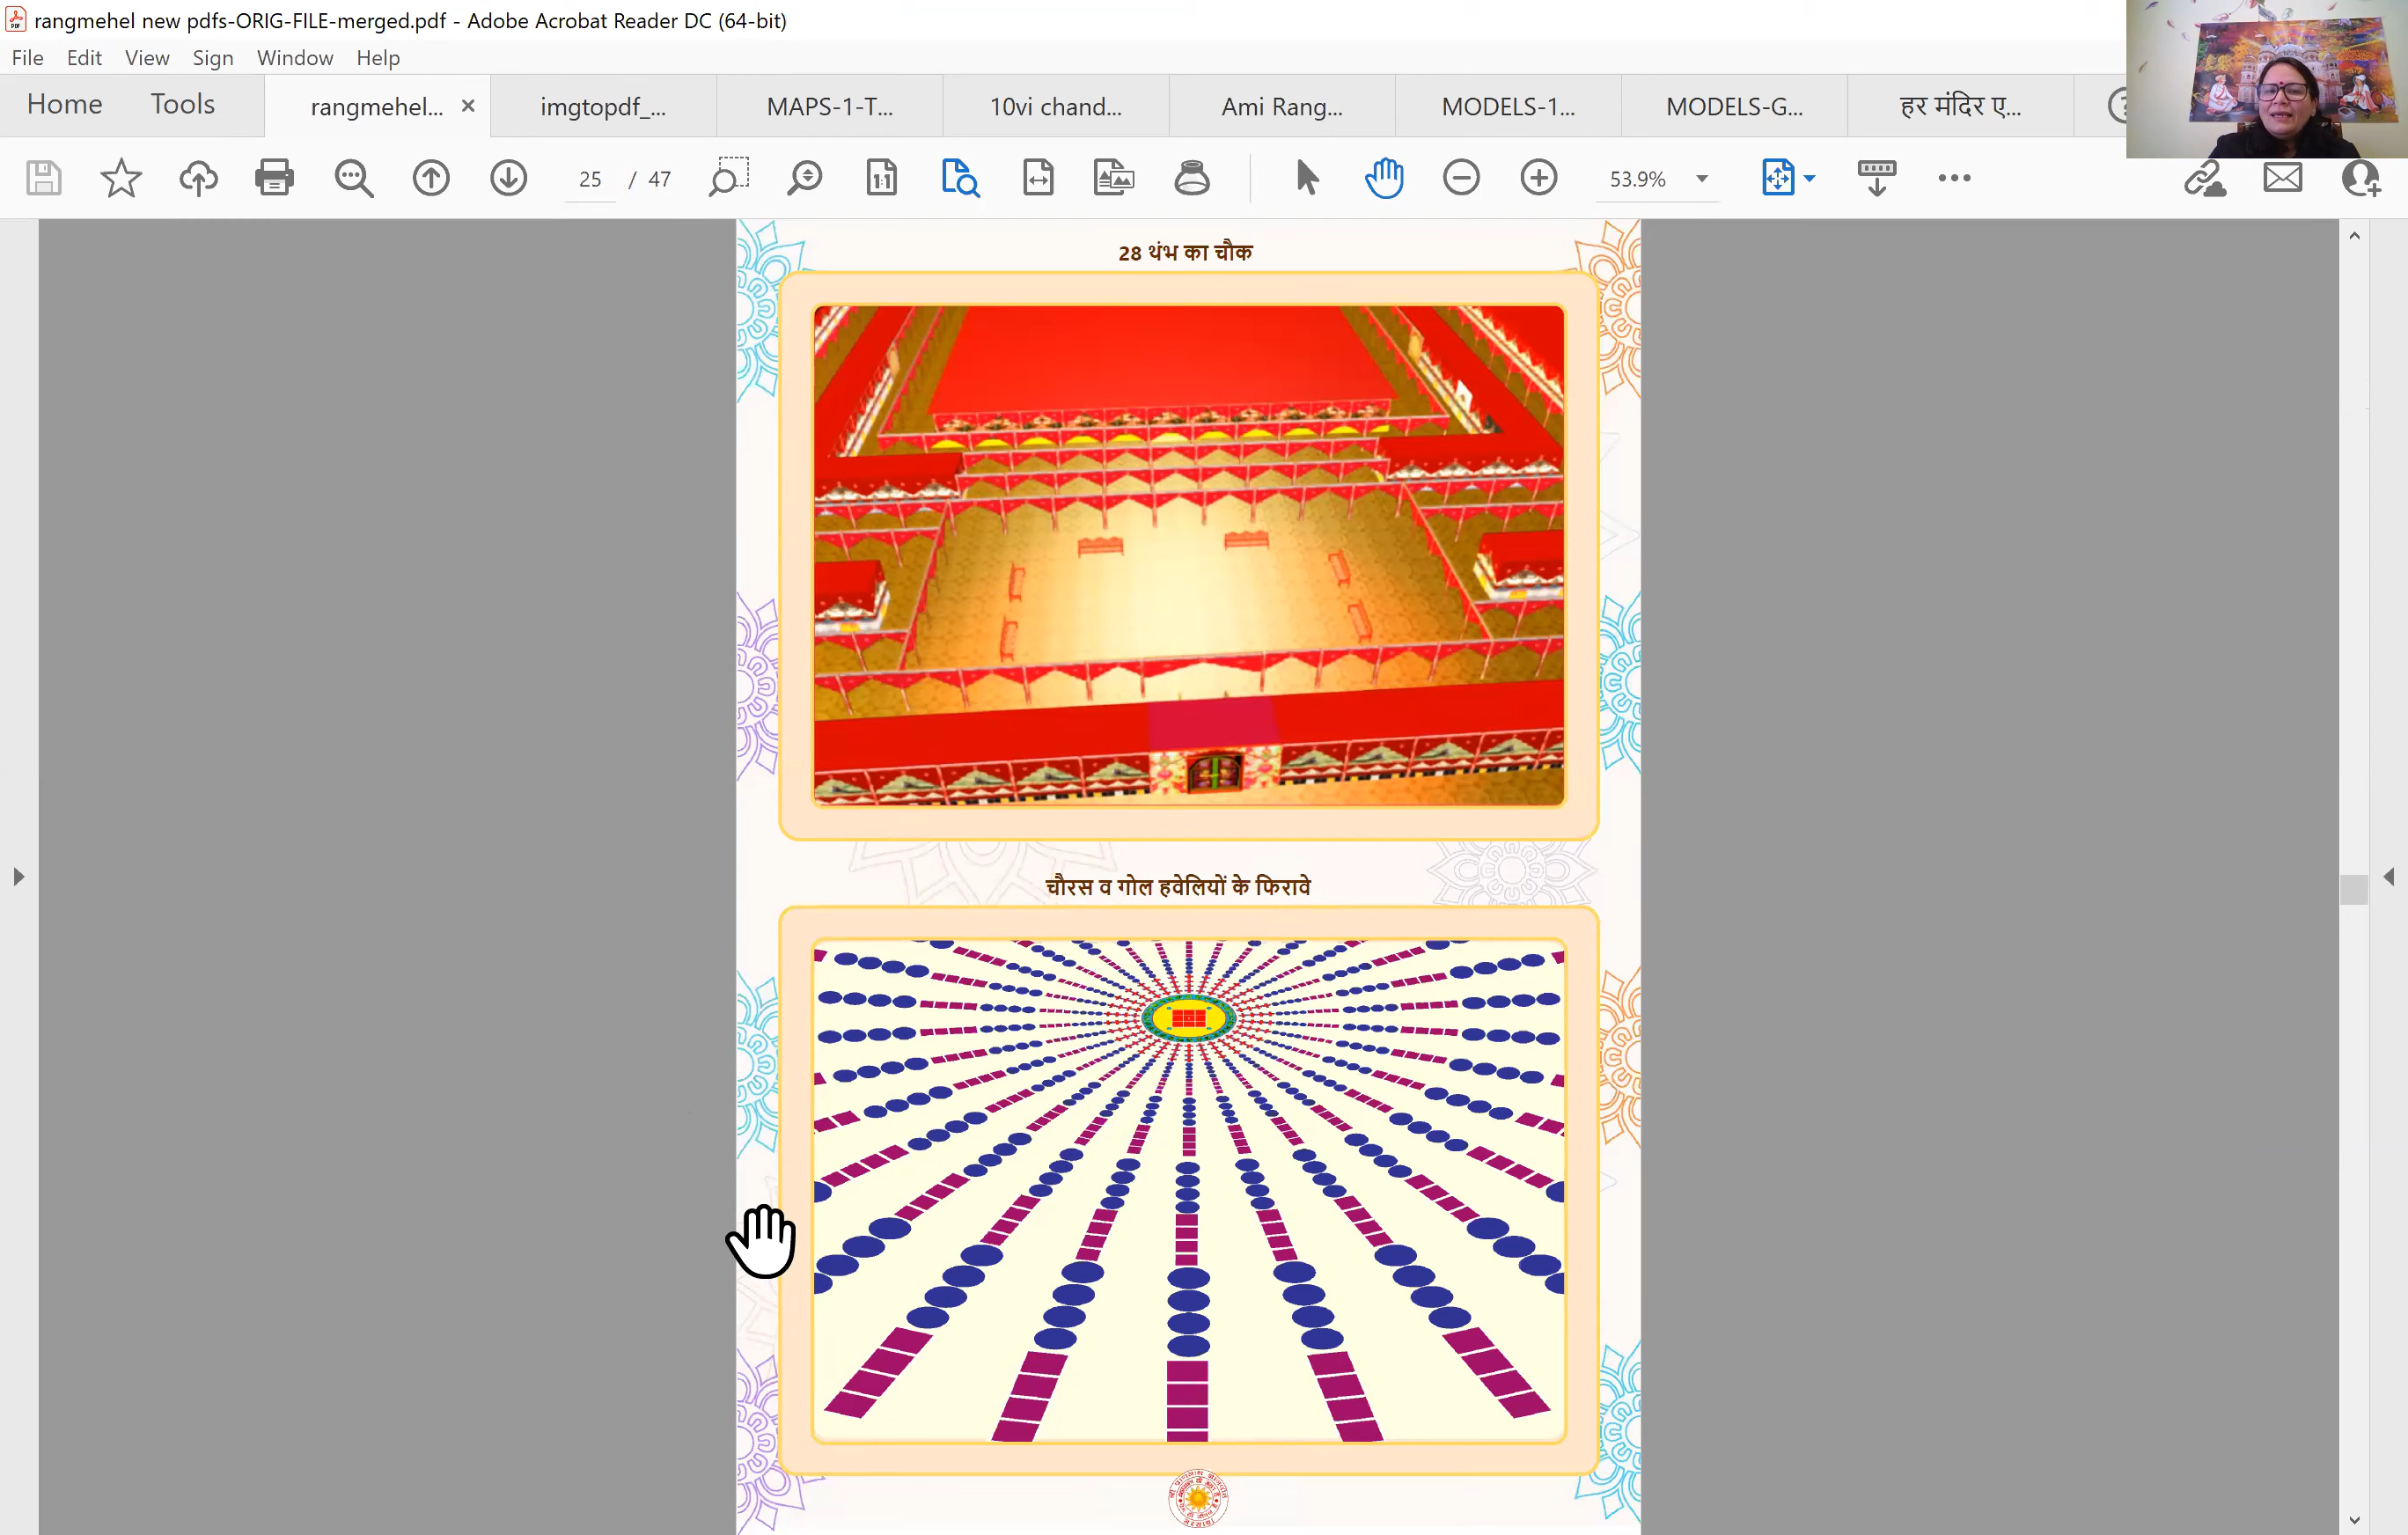 rangmehel new pdfs-ORIG-FILE-merged.pdf - Adobe Acrobat Reader DC (64-bit)
File Edit View Sign Window Help
Home Tools rangmehel... imgtopdf_... MAPS-1-T... 10vi chand... Ami Rang... MODELS-1... MODELS-G... हर मंदिर ए...
25 / 47 1:1 53.9%
28 थंभ का चौक
चौरस व गोल हवेलियों के फिरावे